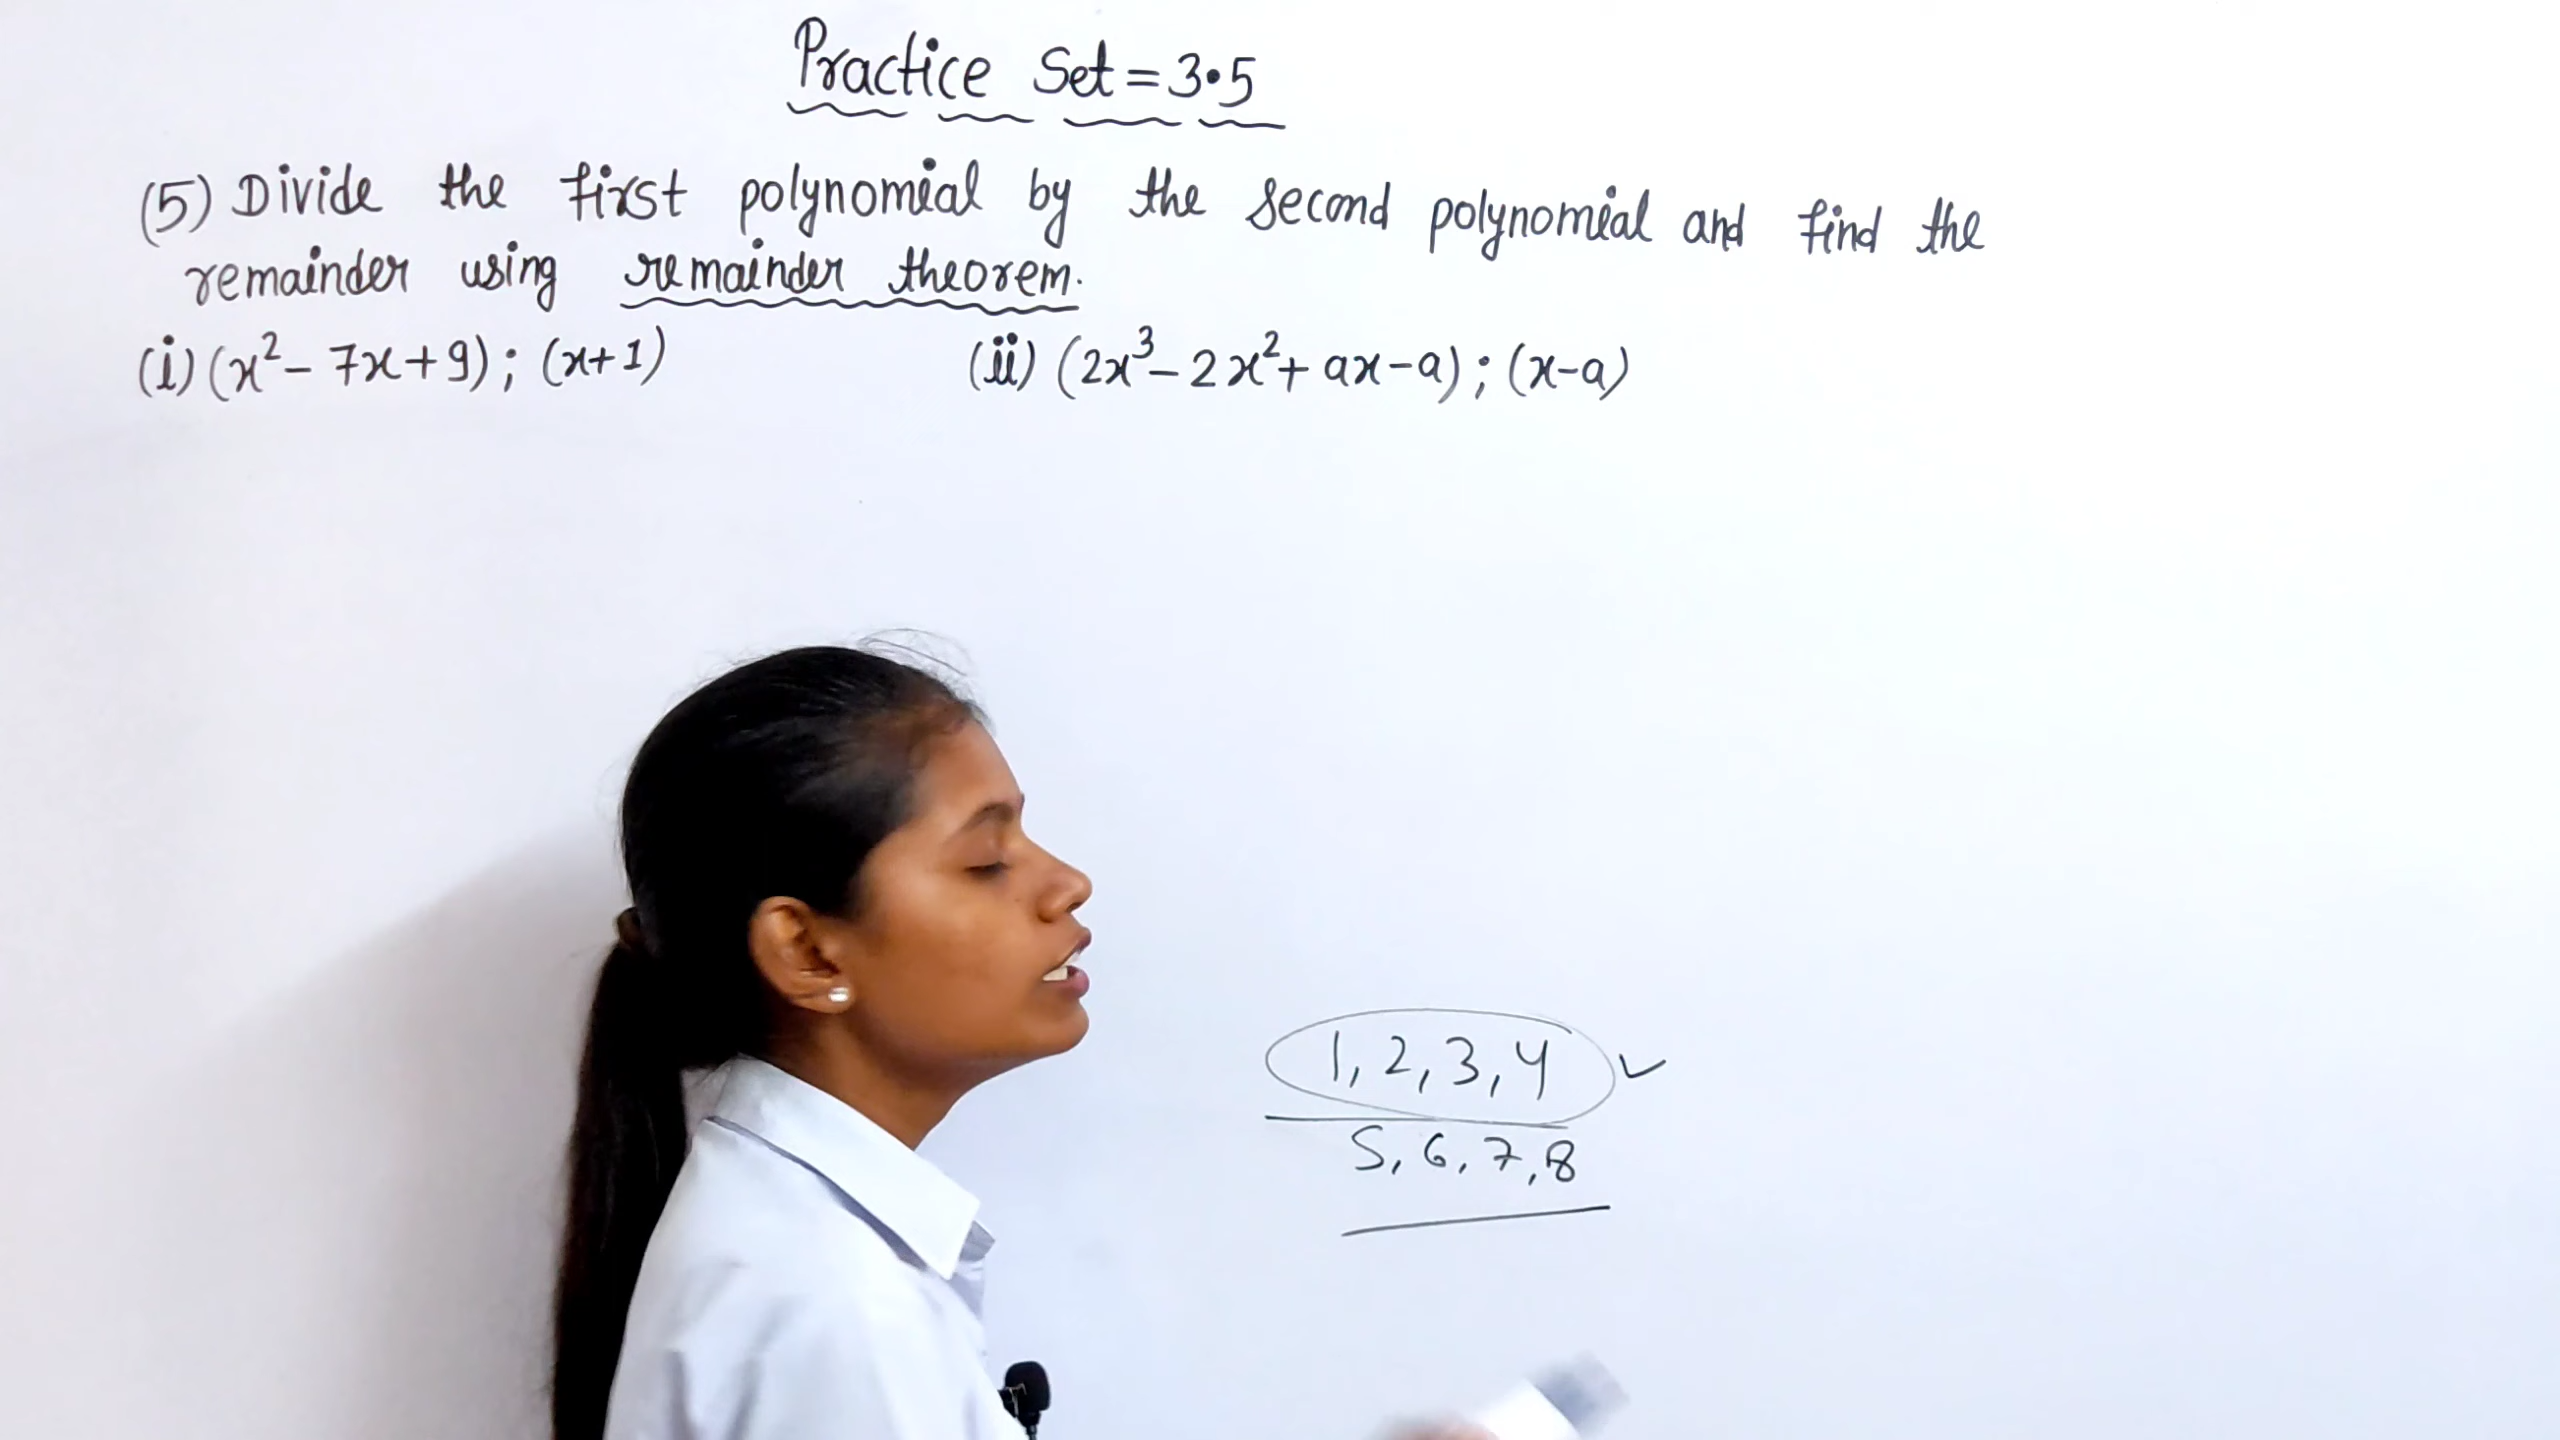 Practice Set = 3.5
(5) Divide the first polynomial by the second polynomial and find the
remainder using remainder theorem.
(i) (x² - 7x + 9) ; (x+1) (ii) (2x³ - 2x² + ax - a) ; (x-a)
1, 2, 3, 4 ✓
5, 6, 7, 8